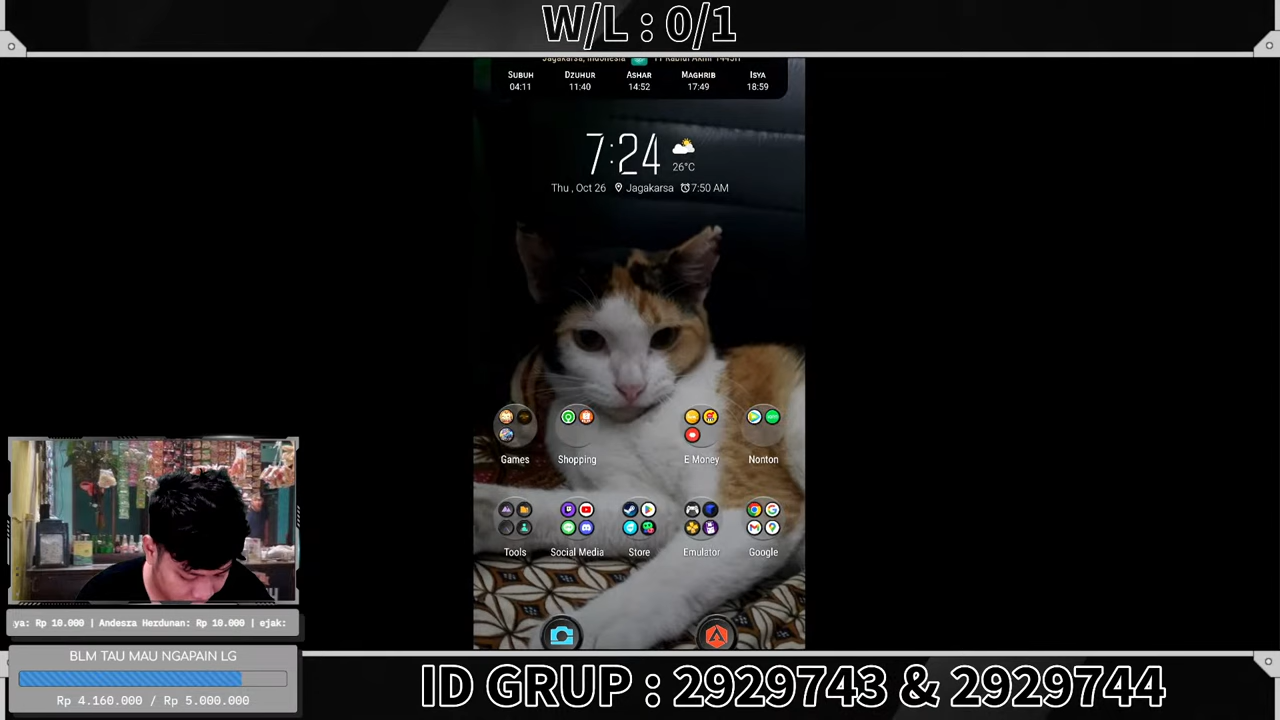 W/L : 0/1
Jagakarsa, Indonesia
SUBUH DZUHUR ASHAR MAGHRIB ISYA
04:11 11:40 14:52 17:49 18:59
7:24
26°C
Thu , Oct 26 Jagakarsa 7:50 AM
Games Shopping E Money Nonton
Tools Social Media Store Emulator Google
ya: Rp 10.000 | Andesra Herdunan: Rp 10.000 | ejak:
BLM TAU MAU NGAPAIN LG
Rp 4.160.000 / Rp 5.000.000
ID GRUP : 2929743 & 2929744